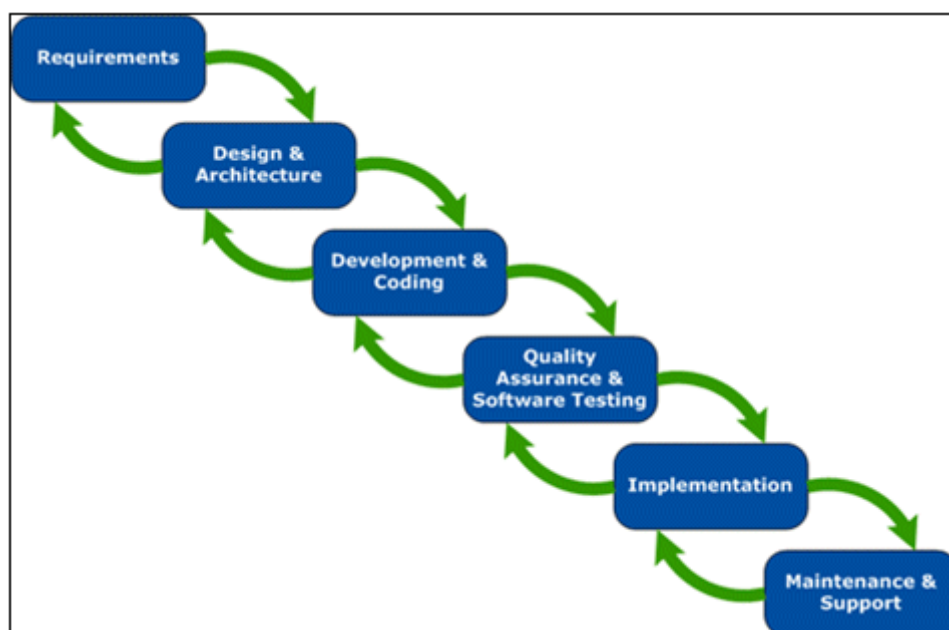 Requirements
Design &
Architecture
Development &
Coding
Quality
Assurance &
Software Testing
Implementation
Maintenance &
Support